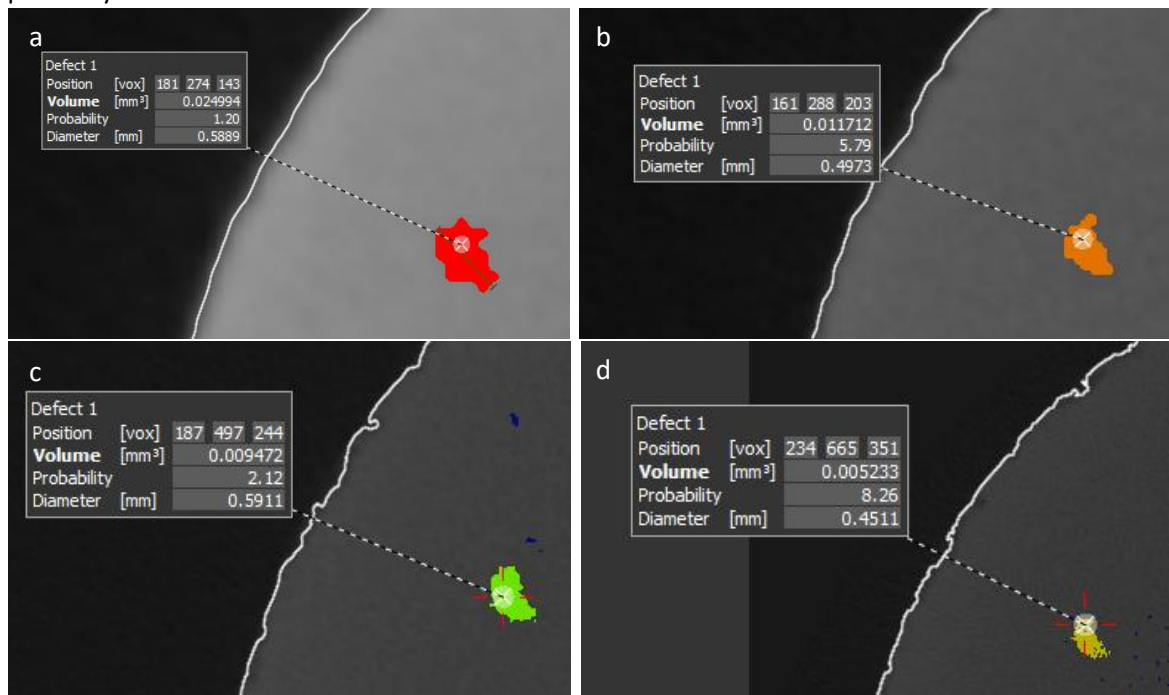 a
Defect 1
Position [vox] 181 274 143
Volume [mm³] 0.024994
Probability 1.20
Diameter [mm] 0.5889
b
Defect 1
Position [vox] 161 288 203
Volume [mm³] 0.011712
Probability 5.79
Diameter [mm] 0.4973
c
Defect 1
Position [vox] 187 497 244
Volume [mm³] 0.009472
Probability 2.12
Diameter [mm] 0.5911
d
Defect 1
Position [vox] 234 665 351
Volume [mm³] 0.005233
Probability 8.26
Diameter [mm] 0.4511